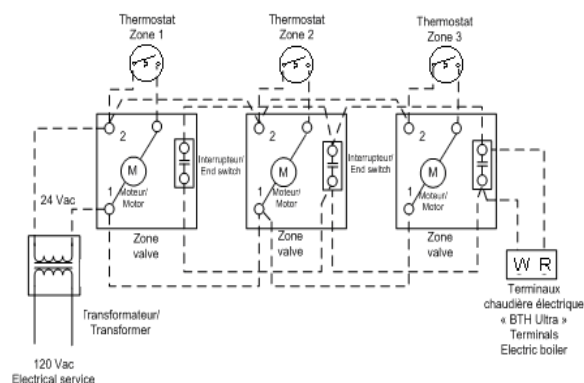 Thermostat
Zone 1
Thermostat
Zone 2
Thermostat
Zone 3
2
2
2
Interrupteur/
End switch
Interrupteur/
End switch
M
M
M
Moteur/
Motor
Moteur/
Motor
Moteur/
Motor
1
1
1
24 Vac
Zone
valve
Zone
valve
Zone
valve
W R
Transformateur/
Transformer
Terminaux
chaudière électrique
« BTH Ultra »
Terminals
Electric boiler
120 Vac
Electrical service